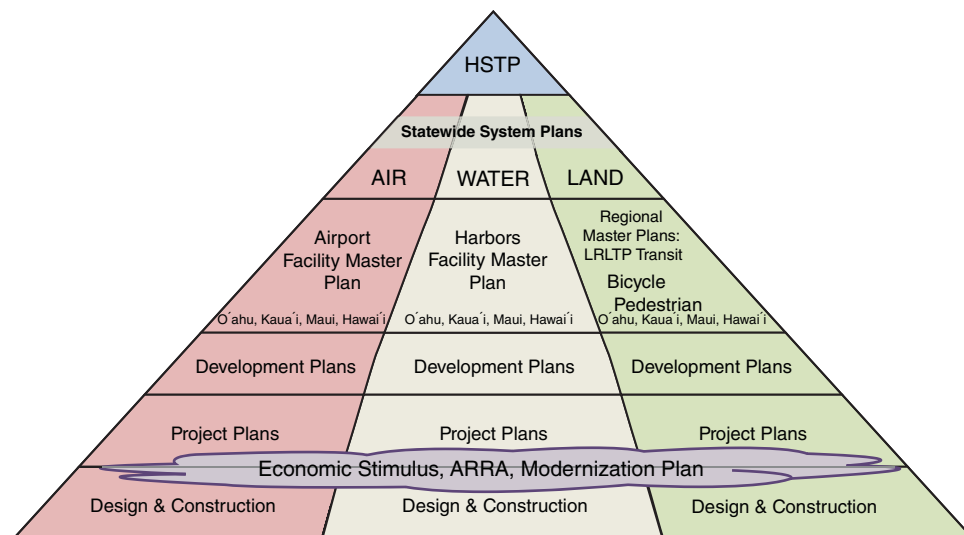 HSTP
Statewide System Plans
AIR
WATER
LAND
Airport
Facility Master
Plan
O´ahu, Kaua´i, Maui, Hawai´i
Harbors
Facility Master
Plan
O´ahu, Kaua´i, Maui, Hawai´i
Regional
Master Plans:
LRLTP Transit
Bicycle
Pedestrian
O´ahu, Kaua´i, Maui, Hawai´i
Development Plans
Development Plans
Development Plans
Project Plans
Project Plans
Project Plans
Economic Stimulus, ARRA, Modernization Plan
Design & Construction
Design & Construction
Design & Construction